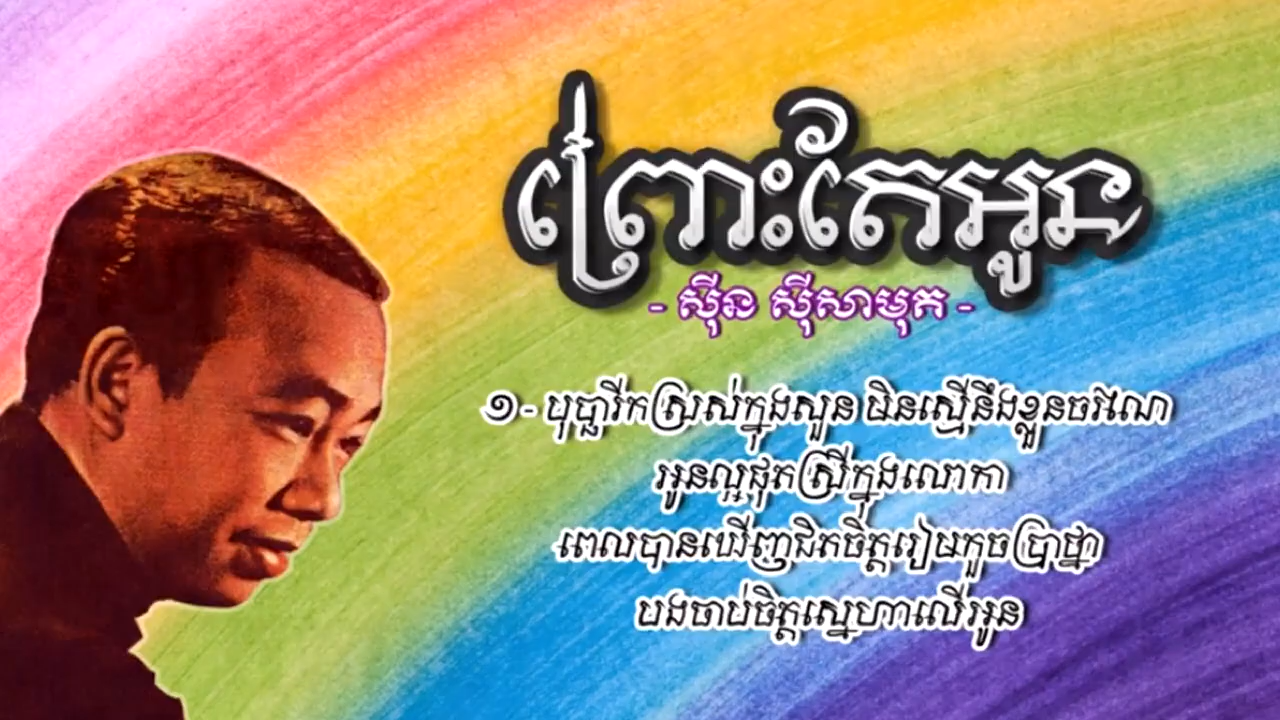 ព្រោះតែអូន
- ស៊ីន ស៊ីសាមុត -
១ - បុប្ផារីកស្រស់ក្នុងសួន មិនស្មើនឹងខ្លួនចរណៃ
អូនល្អផុតស្រីក្នុងលោកា
ពេលបានឃើញជិតចិត្តរៀមក្អួចប្រាថ្នា
បងចាប់ចិត្តស្នេហាលើរអូន